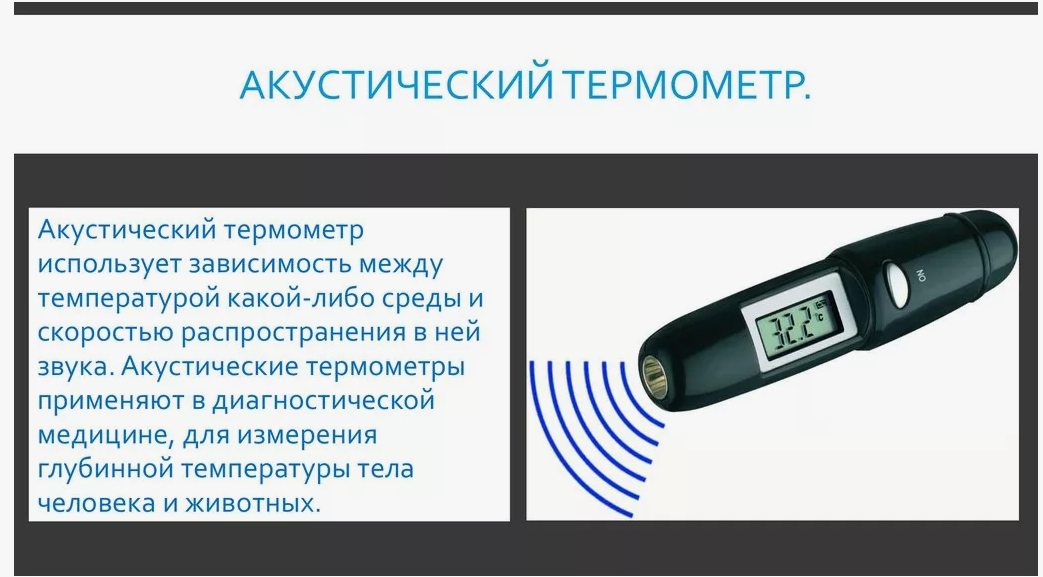 АКУСТИЧЕСКИЙ ТЕРМОМЕТР.
Акустический термометр
использует зависимость между
температурой какой-либо среды и
скоростью распространения в ней
звука. Акустические термометры
применяют в диагностической
медицине, для измерения
глубинной температуры тела
человека и животных.
32.2 °C
ON